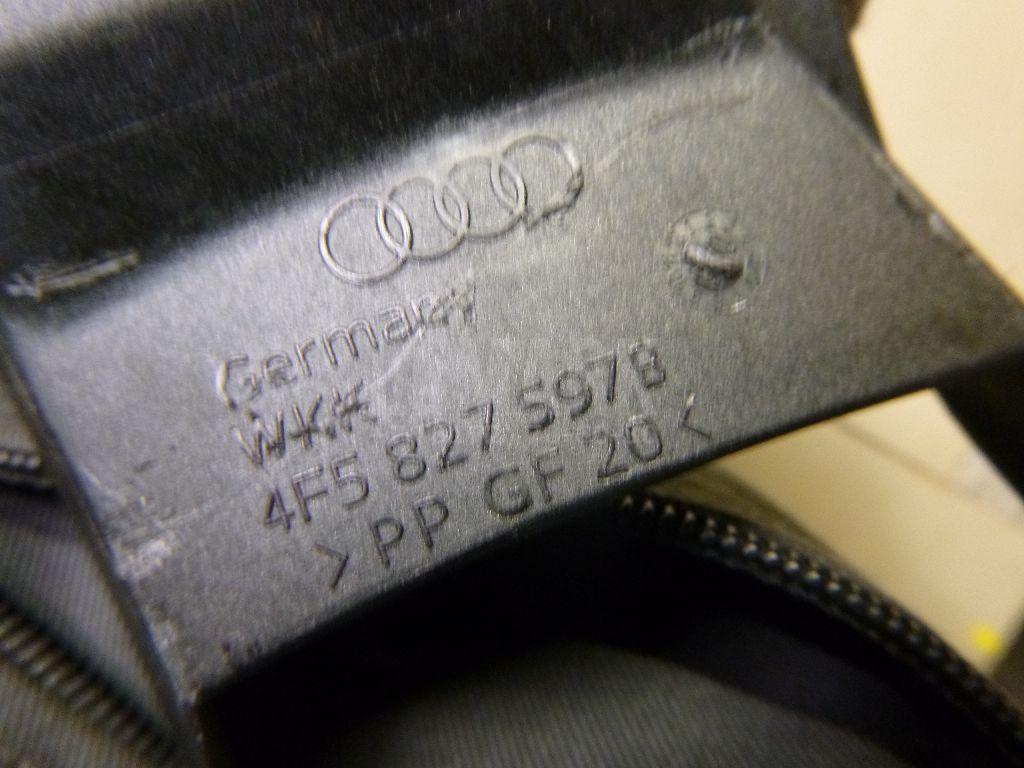 Germany
WKK
4F5 827 597B
>PP GF 20<